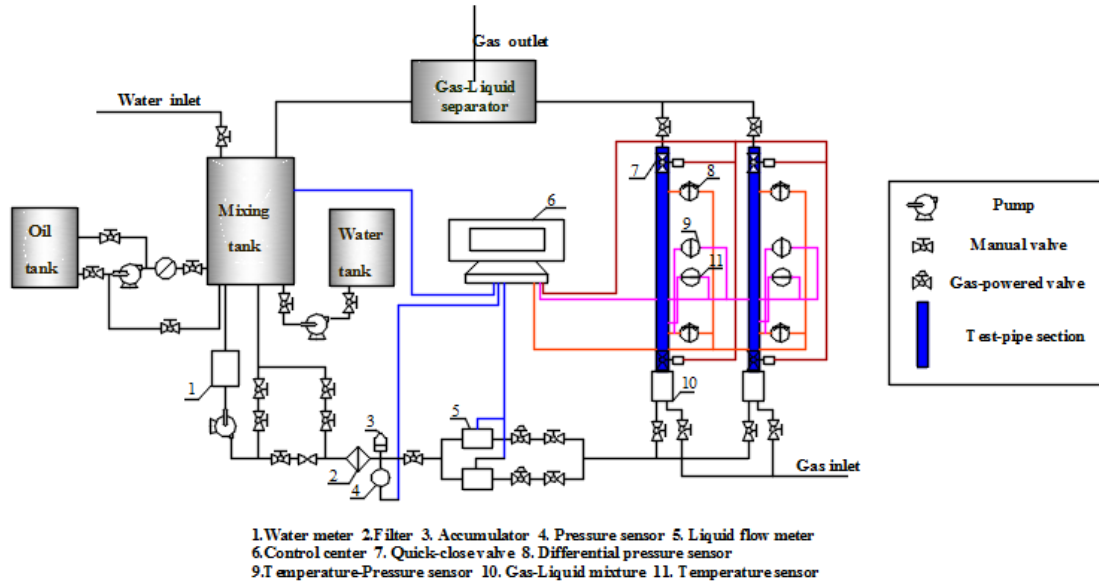 Gas outlet
Gas-Liquid
separator
Water inlet
Mixing
tank
Oil
tank
Water
tank
6
7
8
9
11
10
1
2
3
4
5
Gas inlet
Pump
Manual valve
Gas-powered valve
Test-pipe section
1.Water meter 2.Filter 3. Accumulator 4. Pressure sensor 5. Liquid flow meter
6.Control center 7. Quick-close valve 8. Differential pressure sensor
9.Temperature-Pressure sensor 10. Gas-Liquid mixture 11. Temperature sensor